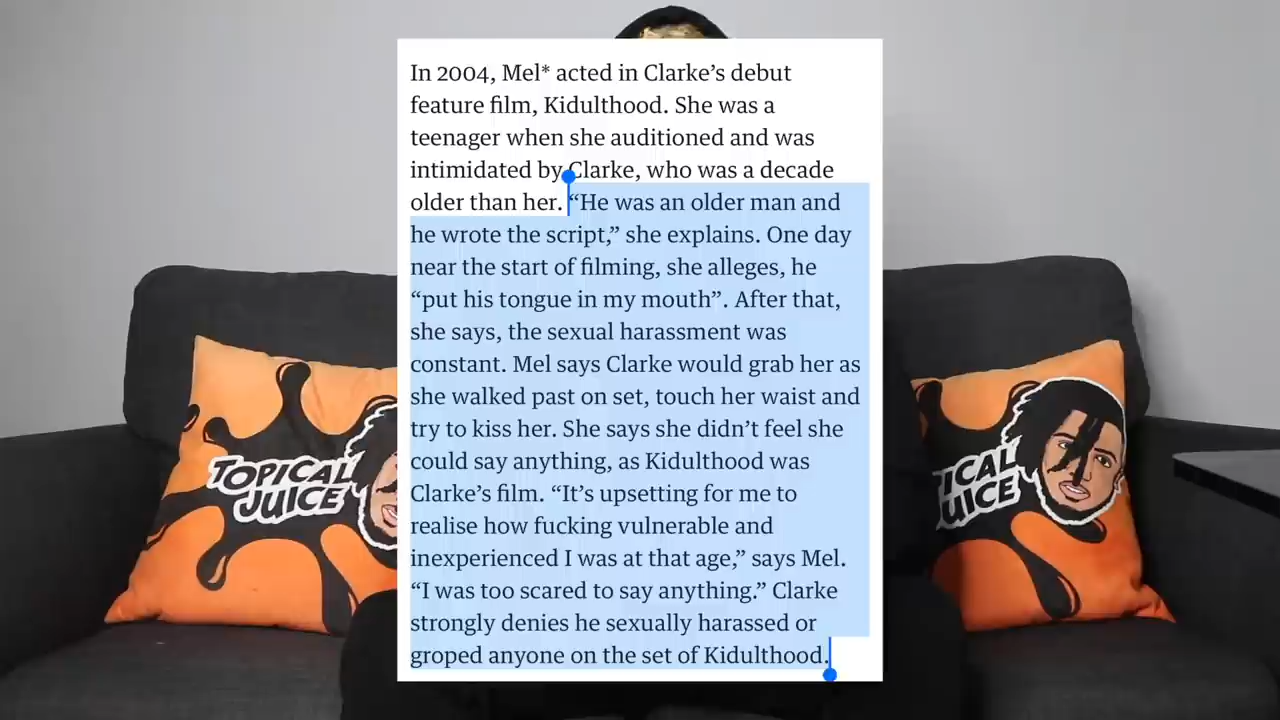 In 2004, Mel* acted in Clarke’s debut
feature film, Kidulthood. She was a
teenager when she auditioned and was
intimidated by Clarke, who was a decade
older than her. “He was an older man and
he wrote the script,” she explains. One day
near the start of filming, she alleges, he
“put his tongue in my mouth”. After that,
she says, the sexual harassment was
constant. Mel says Clarke would grab her as
she walked past on set, touch her waist and
try to kiss her. She says she didn’t feel she
could say anything, as Kidulthood was
Clarke’s film. “It’s upsetting for me to
realise how fucking vulnerable and
inexperienced I was at that age,” says Mel.
“I was too scared to say anything.” Clarke
strongly denies he sexually harassed or
groped anyone on the set of Kidulthood.
TOPICAL
JUICE
ICAL
JUICE